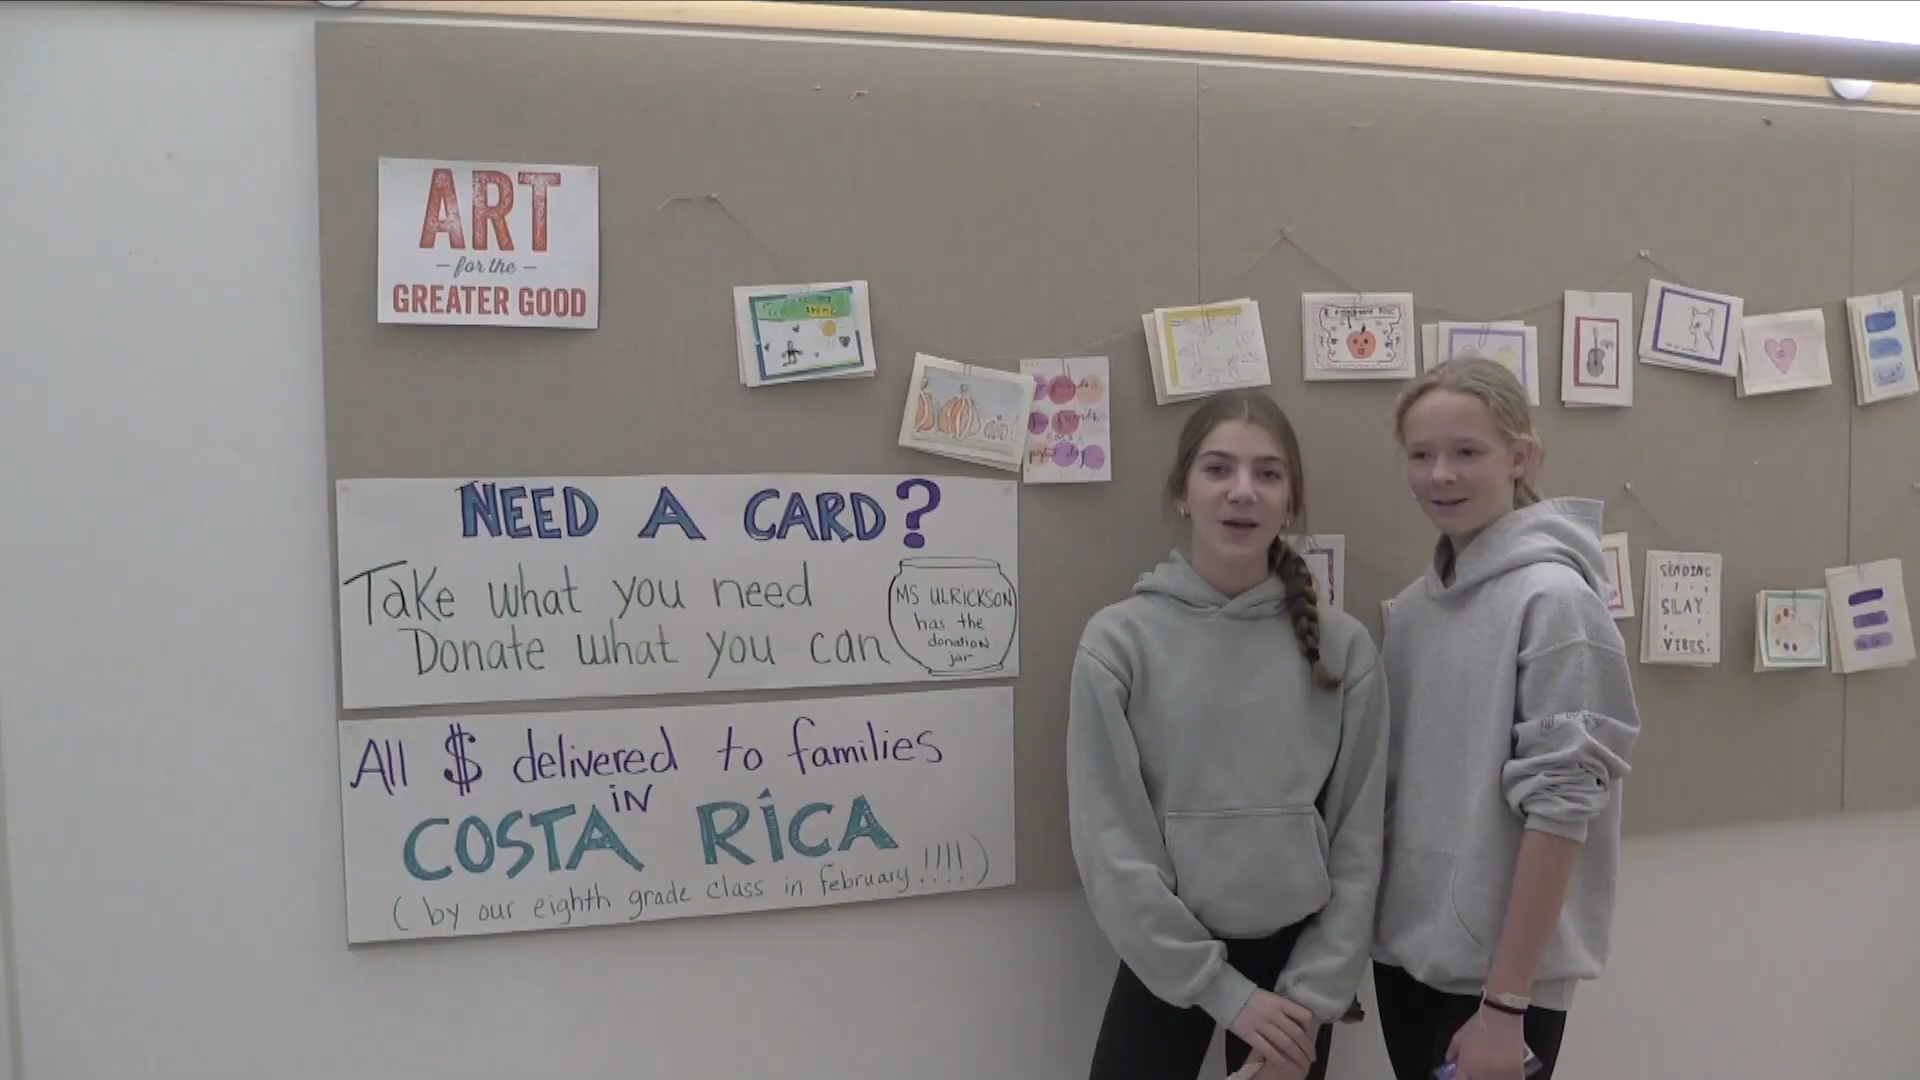 ART
for the
GREATER GOOD
NEED A CARD?
Take what you need
Donate what you can
MS ULRICKSON
has the
donation
jar
All $ delivered to families
in
COSTA RICA
(by our eighth grade class in february!!!!)
SENDING
SLAY
VIBES.